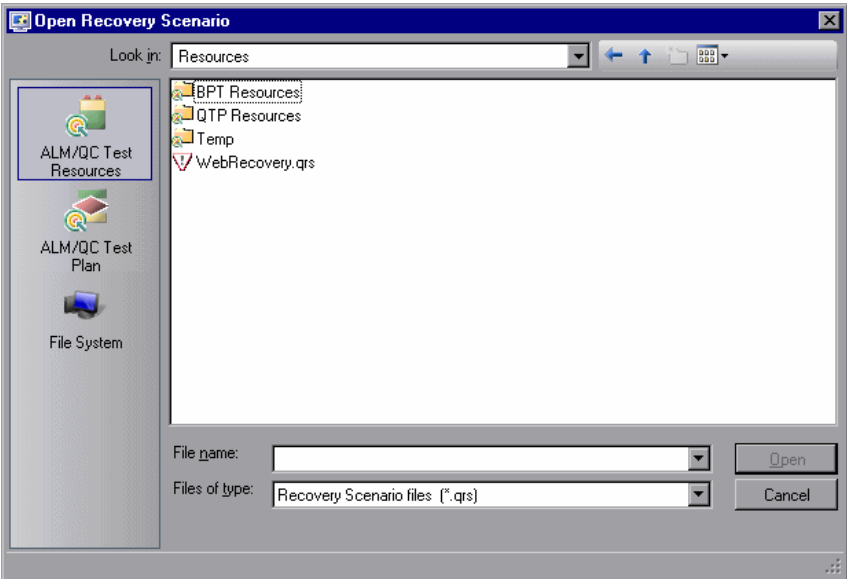 Open Recovery Scenario
Look in: Resources
BPT Resources
QTP Resources
Temp
WebRecovery.qrs
ALM/QC Test
Resources
ALM/QC Test
Plan
File System
File name:
Open
Files of type: Recovery Scenario files (*.qrs)
Cancel